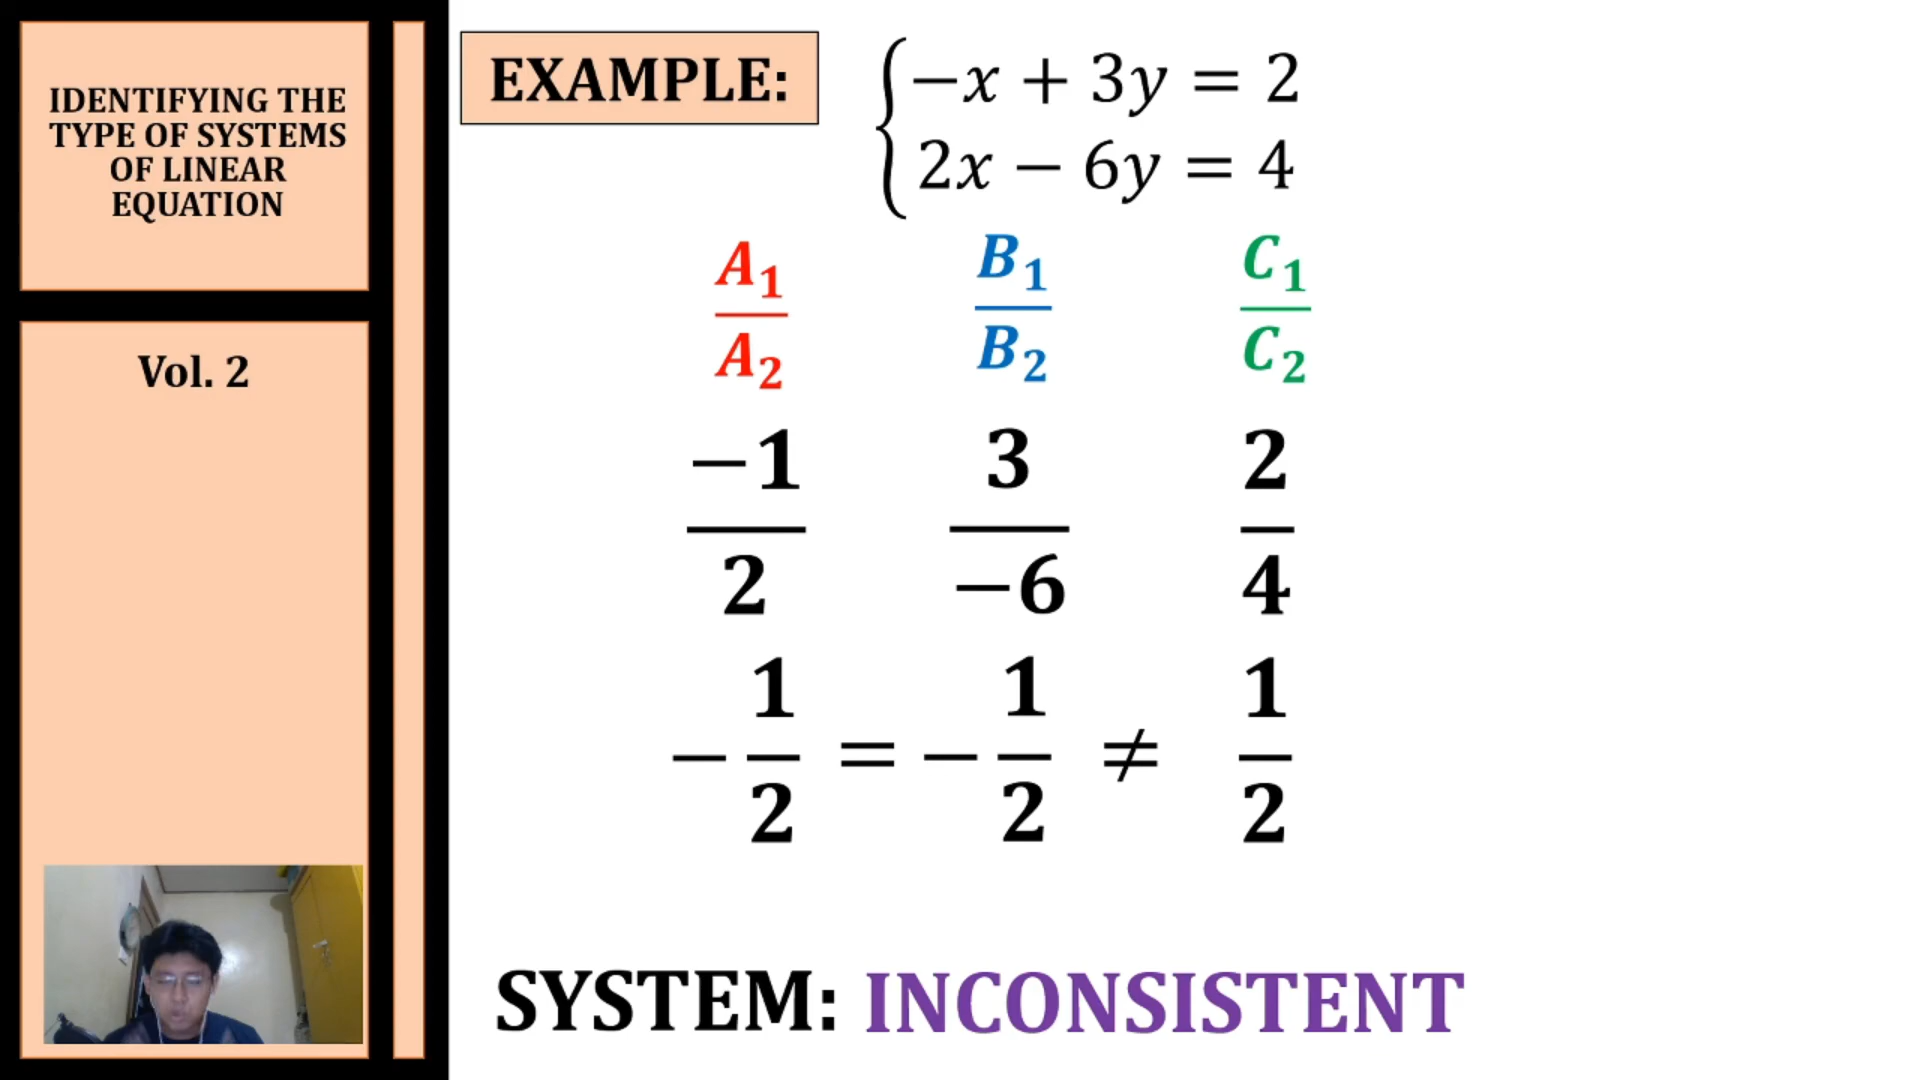 IDENTIFYING THE
TYPE OF SYSTEMS
OF LINEAR
EQUATION
Vol. 2
EXAMPLE:
−x + 3y = 2
2x − 6y = 4
A₁/A₂ B₁/B₂ C₁/C₂
−1/2 3/−6 2/4
−1/2 = −1/2 ≠ 1/2
SYSTEM: INCONSISTENT